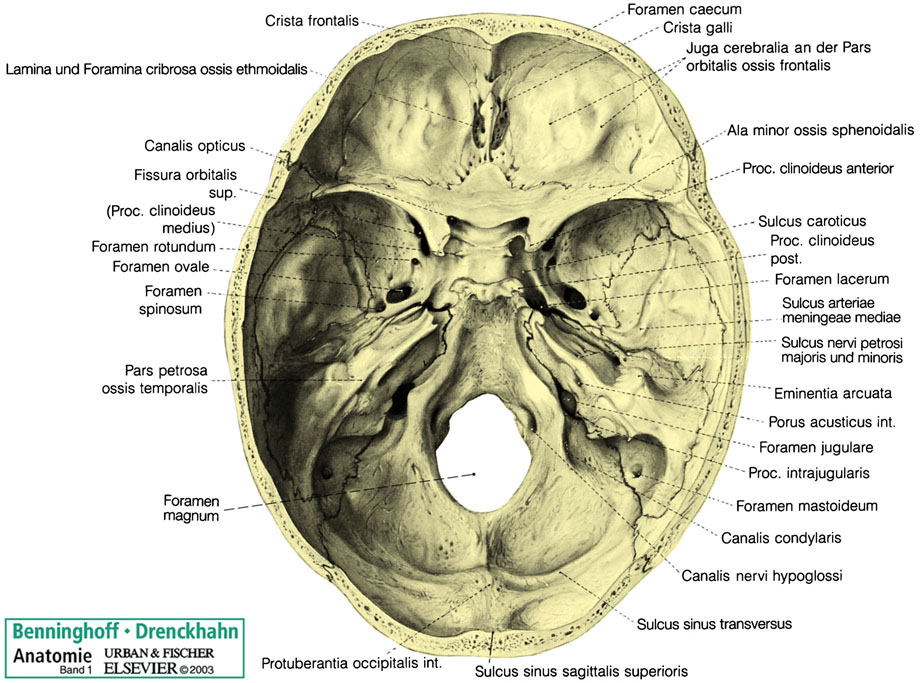 Crista frontalis
Lamina und Foramina cribrosa ossis ethmoidalis
Canalis opticus
Fissura orbitalis
sup.
(Proc. clinoideus
medius)
Foramen rotundum
Foramen ovale
Foramen
spinosum
Pars petrosa
ossis temporalis
Foramen
magnum
Foramen caecum
Crista galli
Juga cerebralia an der Pars
orbitalis ossis frontalis
Ala minor ossis sphenoidalis
Proc. clinoideus anterior
Sulcus caroticus
Proc. clinoideus
post.
Foramen lacerum
Sulcus arteriae
meningeae mediae
Sulcus nervi petrosi
majoris und minoris
Eminentia arcuata
Porus acusticus int.
Foramen jugulare
Proc. intrajugularis
Foramen mastoideum
Canalis condylaris
Canalis nervi hypoglossi
Sulcus sinus transversus
Sulcus sinus sagittalis superioris
Protuberantia occipitalis int.
Benninghoff • Drenckhahn
Anatomie URBAN & FISCHER
Band 1 ELSEVIER © 2003